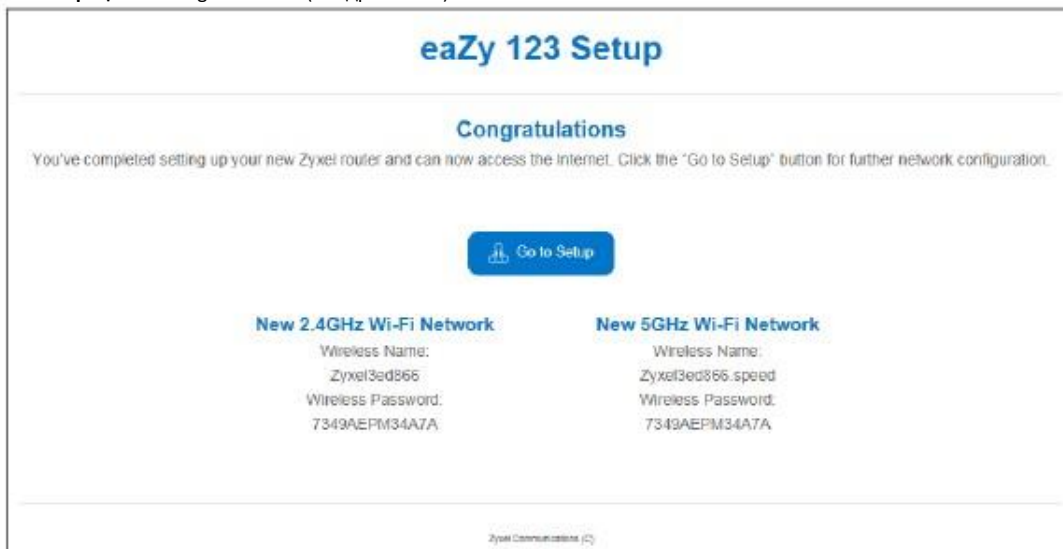 eaZy 123 Setup
Congratulations
You've completed setting up your new Zyxel router and can now access the Internet. Click the "Go to Setup" button for further network configuration.
Go to Setup
New 2.4GHz Wi-Fi Network
Wireless Name:
Zyxel3ed866
Wireless Password:
7349AEPM34A7A
New 5GHz Wi-Fi Network
Wireless Name:
Zyxel3ed866.speed
Wireless Password:
7349AEPM34A7A
Zyxel Communications (C)